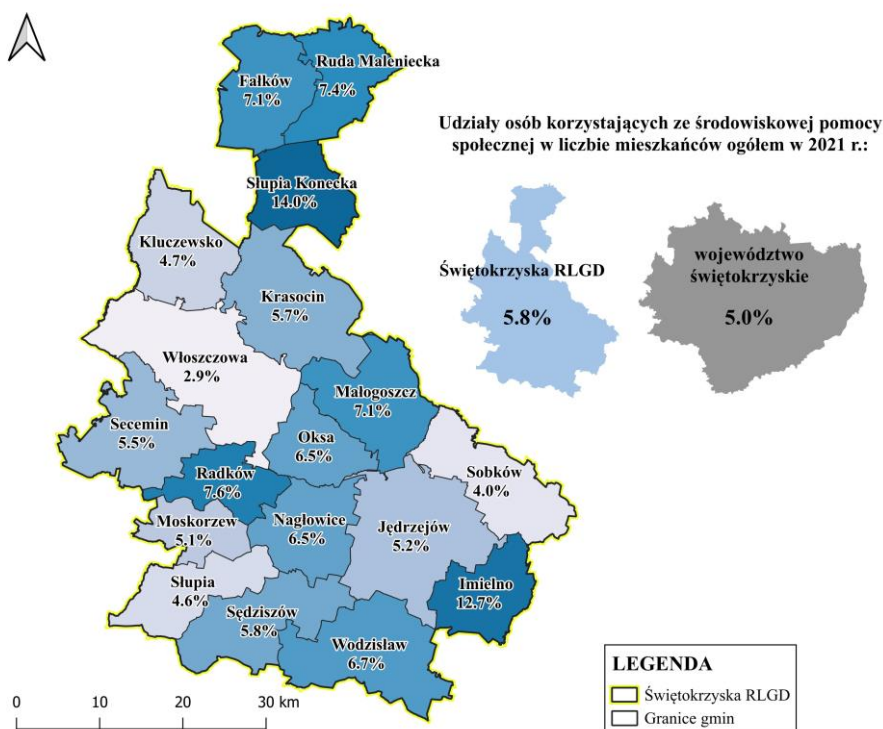 Ruda Maleniecka
7.4%
Fałków
7.1%
Udziały osób korzystających ze środowiskowej pomocy
społecznej w liczbie mieszkańców ogółem w 2021 r.:
Słupia Konecka
14.0%
Kluczewsko
4.7%
Krasocin
5.7%
Świętokrzyska RLGD
5.8%
województwo
świętokrzyskie
5.0%
Włoszczowa
2.9%
Małogoszcz
7.1%
Secemin
5.5%
Oksa
6.5%
Sobków
4.0%
Radków
7.6%
Moskorzew
5.1%
Nagłowice
6.5%
Jędrzejów
5.2%
Imielno
12.7%
Słupia
4.6%
Sędziszów
5.8%
Wodzisław
6.7%
LEGENDA
Świętokrzyska RLGD
Granice gmin
0 10 20 30 km